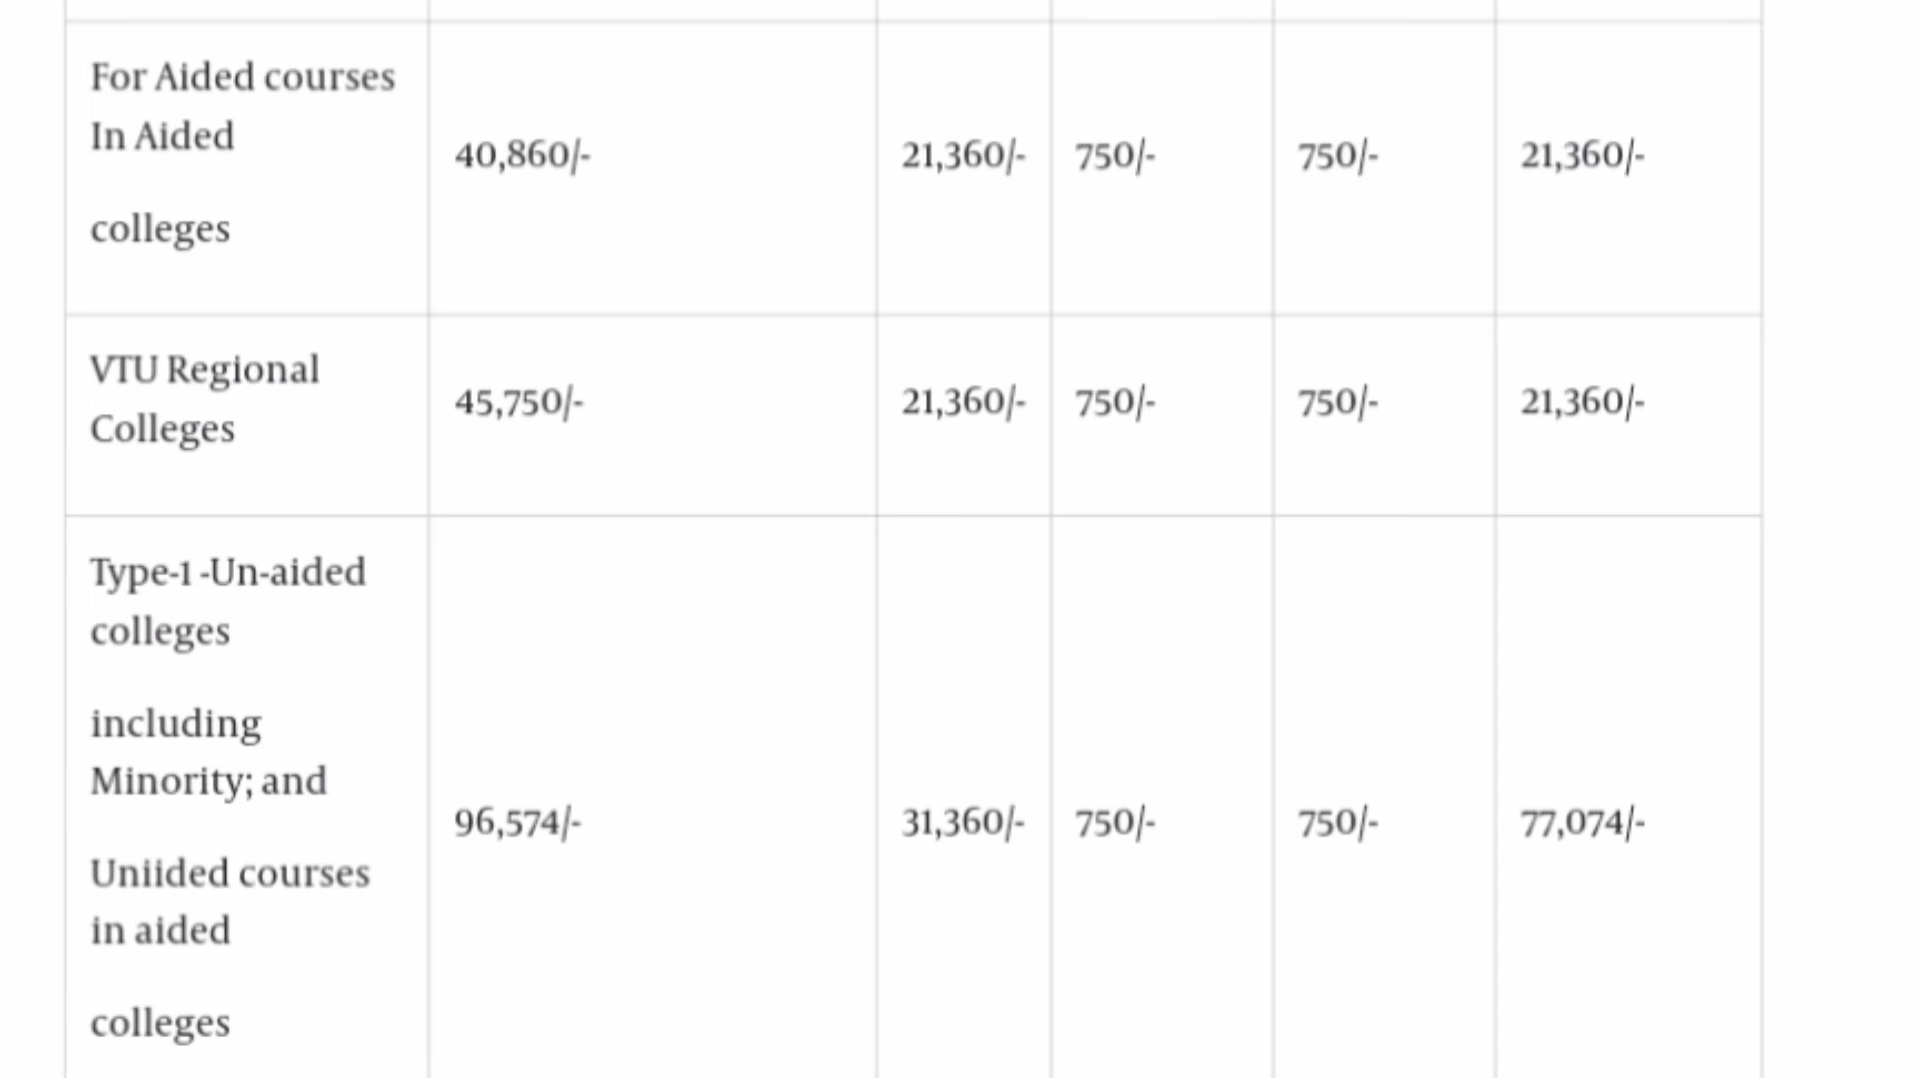 For Aided courses
In Aided
colleges
40,860/-
21,360/-
750/-
750/-
21,360/-
VTU Regional
Colleges
45,750/-
21,360/-
750/-
750/-
21,360/-
Type-1 -Un-aided
colleges
including
Minority; and
Uniided courses
in aided
colleges
96,574/-
31,360/-
750/-
750/-
77,074/-